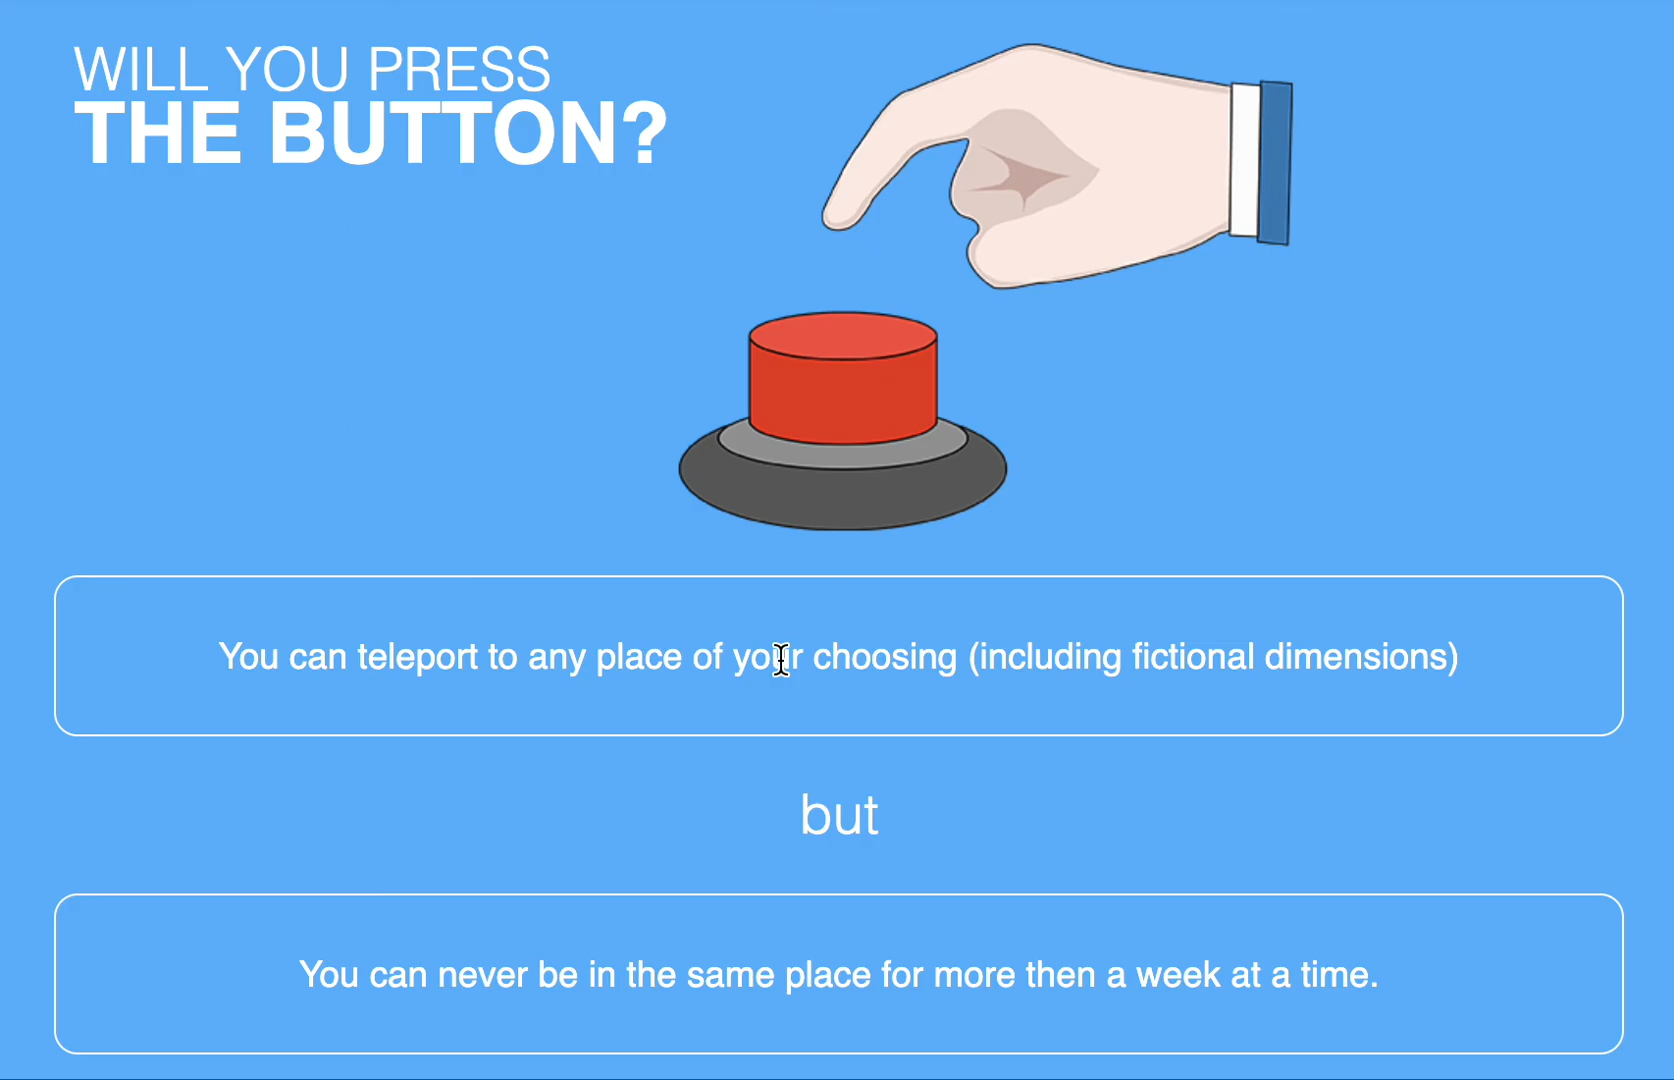 WILL YOU PRESS
THE BUTTON?
You can teleport to any place of your choosing (including fictional dimensions)
but
You can never be in the same place for more then a week at a time.